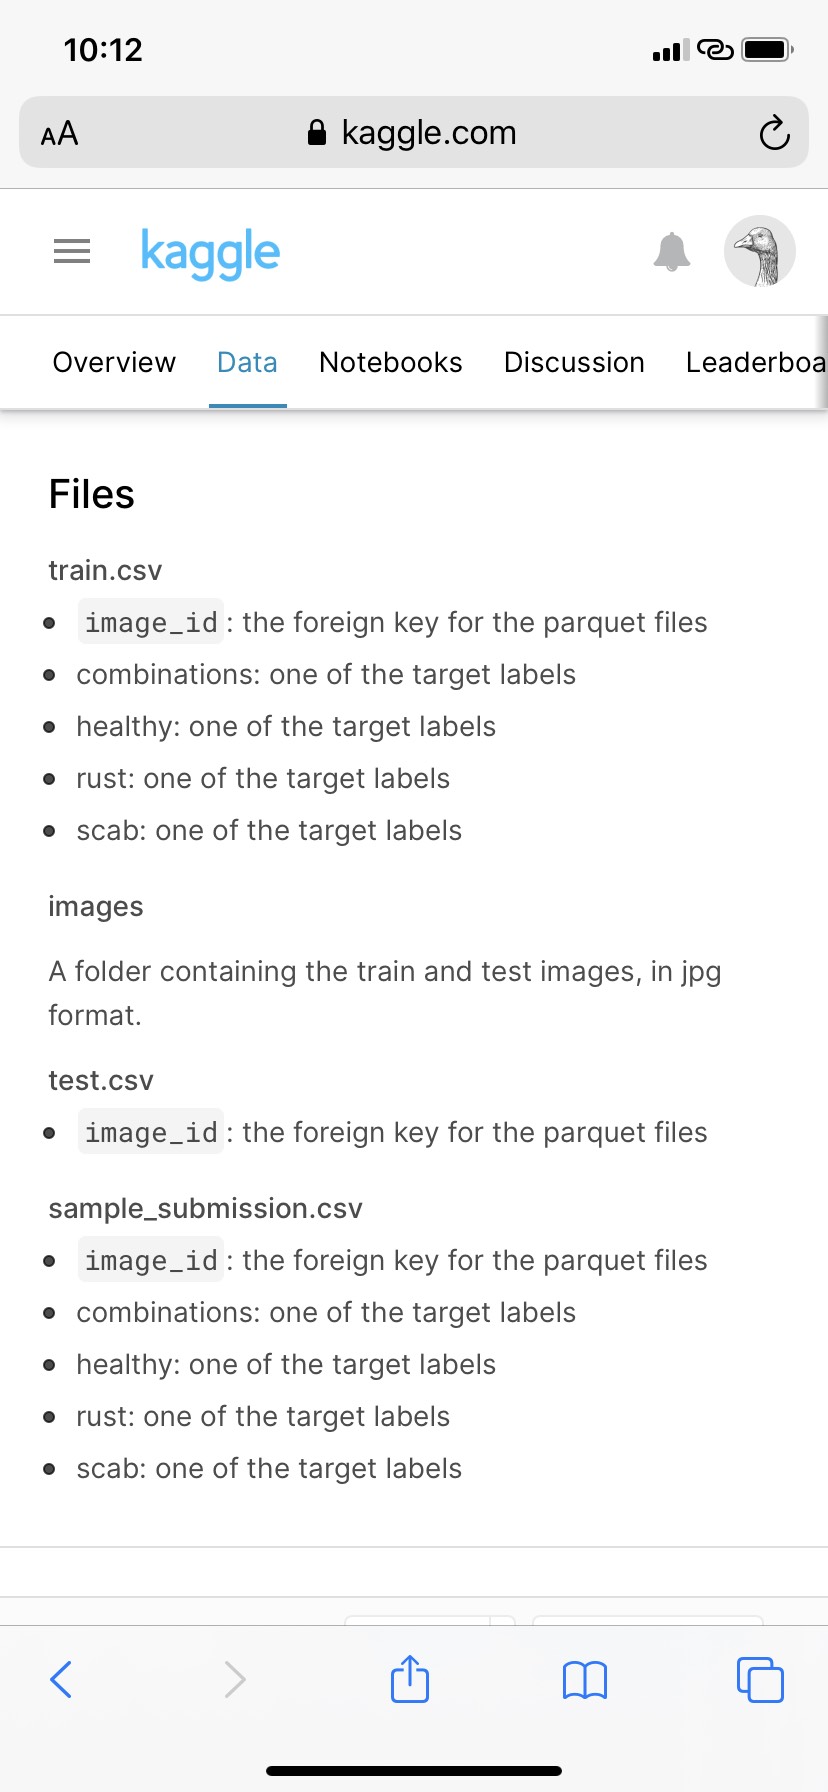 10:12
AA kaggle.com
kaggle
Overview Data Notebooks Discussion Leaderboa
Files
train.csv
image_id: the foreign key for the parquet files
combinations: one of the target labels
healthy: one of the target labels
rust: one of the target labels
scab: one of the target labels
images
A folder containing the train and test images, in jpg
format.
test.csv
image_id: the foreign key for the parquet files
sample_submission.csv
image_id: the foreign key for the parquet files
combinations: one of the target labels
healthy: one of the target labels
rust: one of the target labels
scab: one of the target labels